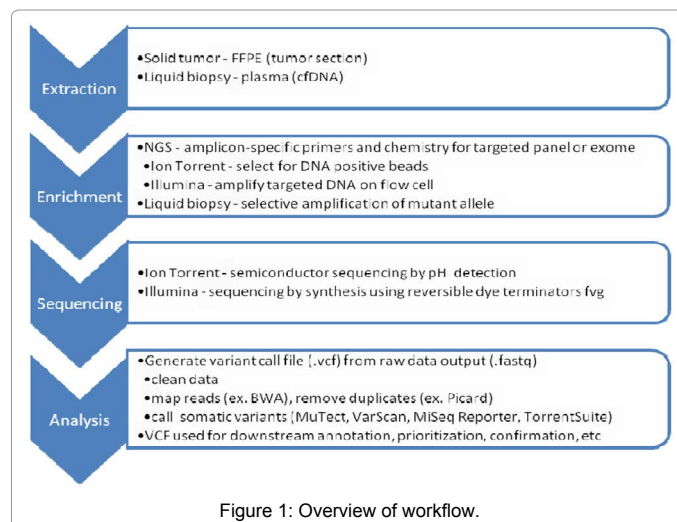 Extraction
•Solid tumor - FFPE (tumor section)
•Liquid biopsy - plasma (cfDNA)
Enrichment
•NGS - amplicon-specific primers and chemistry for targeted panel or exome
•Ion Torrent - select for DNA positive beads
•Illumina - amplify targeted DNA on flow cell
•Liquid biopsy - selective amplification of mutant allele
Sequencing
•Ion Torrent - semiconductor sequencing by pH detection
•Illumina - sequencing by synthesis using reversible dye terminators fvg
Analysis
•Generate variant call file (.vcf) from raw data output (.fastq)
•clean data
•map reads (ex. BWA), remove duplicates (ex. Picard)
•call somatic variants (MuTect, VarScan, MiSeq Reporter, TorrentSuite)
•VCF used for downstream annotation, prioritization, confirmation, etc
Figure 1: Overview of workflow.